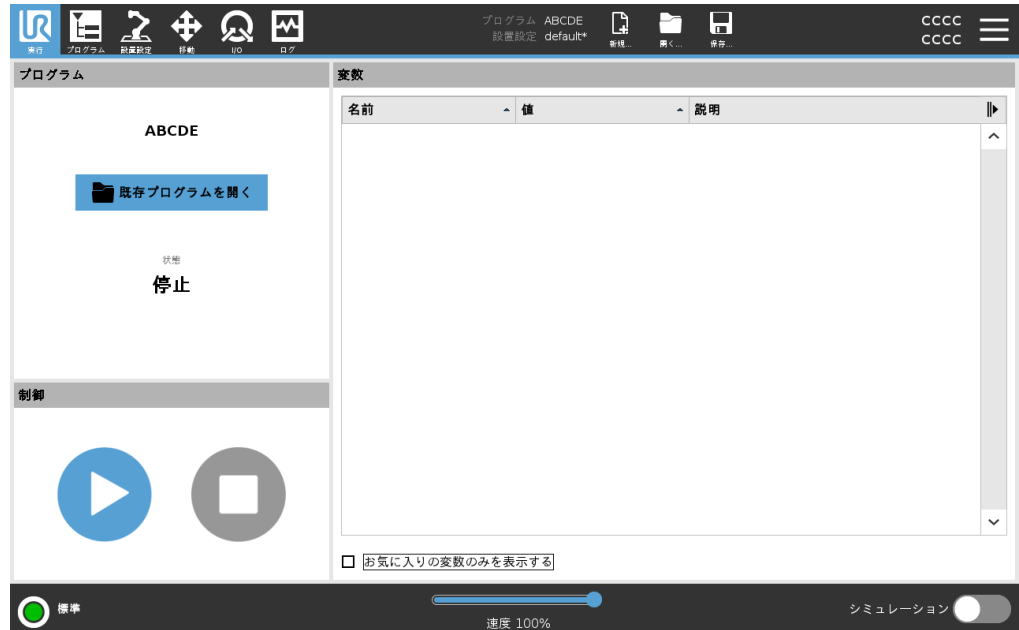 UR
実行
プログラム
設置設定
移動
I/O
ログ
プログラム ABCDE
設置設定 default*
新規...
開く...
保存...
CCCC
CCCC
プログラム
ABCDE
既存プログラムを開く
状態
停止
制御
変数
名前
値
説明
お気に入りの変数のみを表示する
標準
速度 100%
シミュレーション